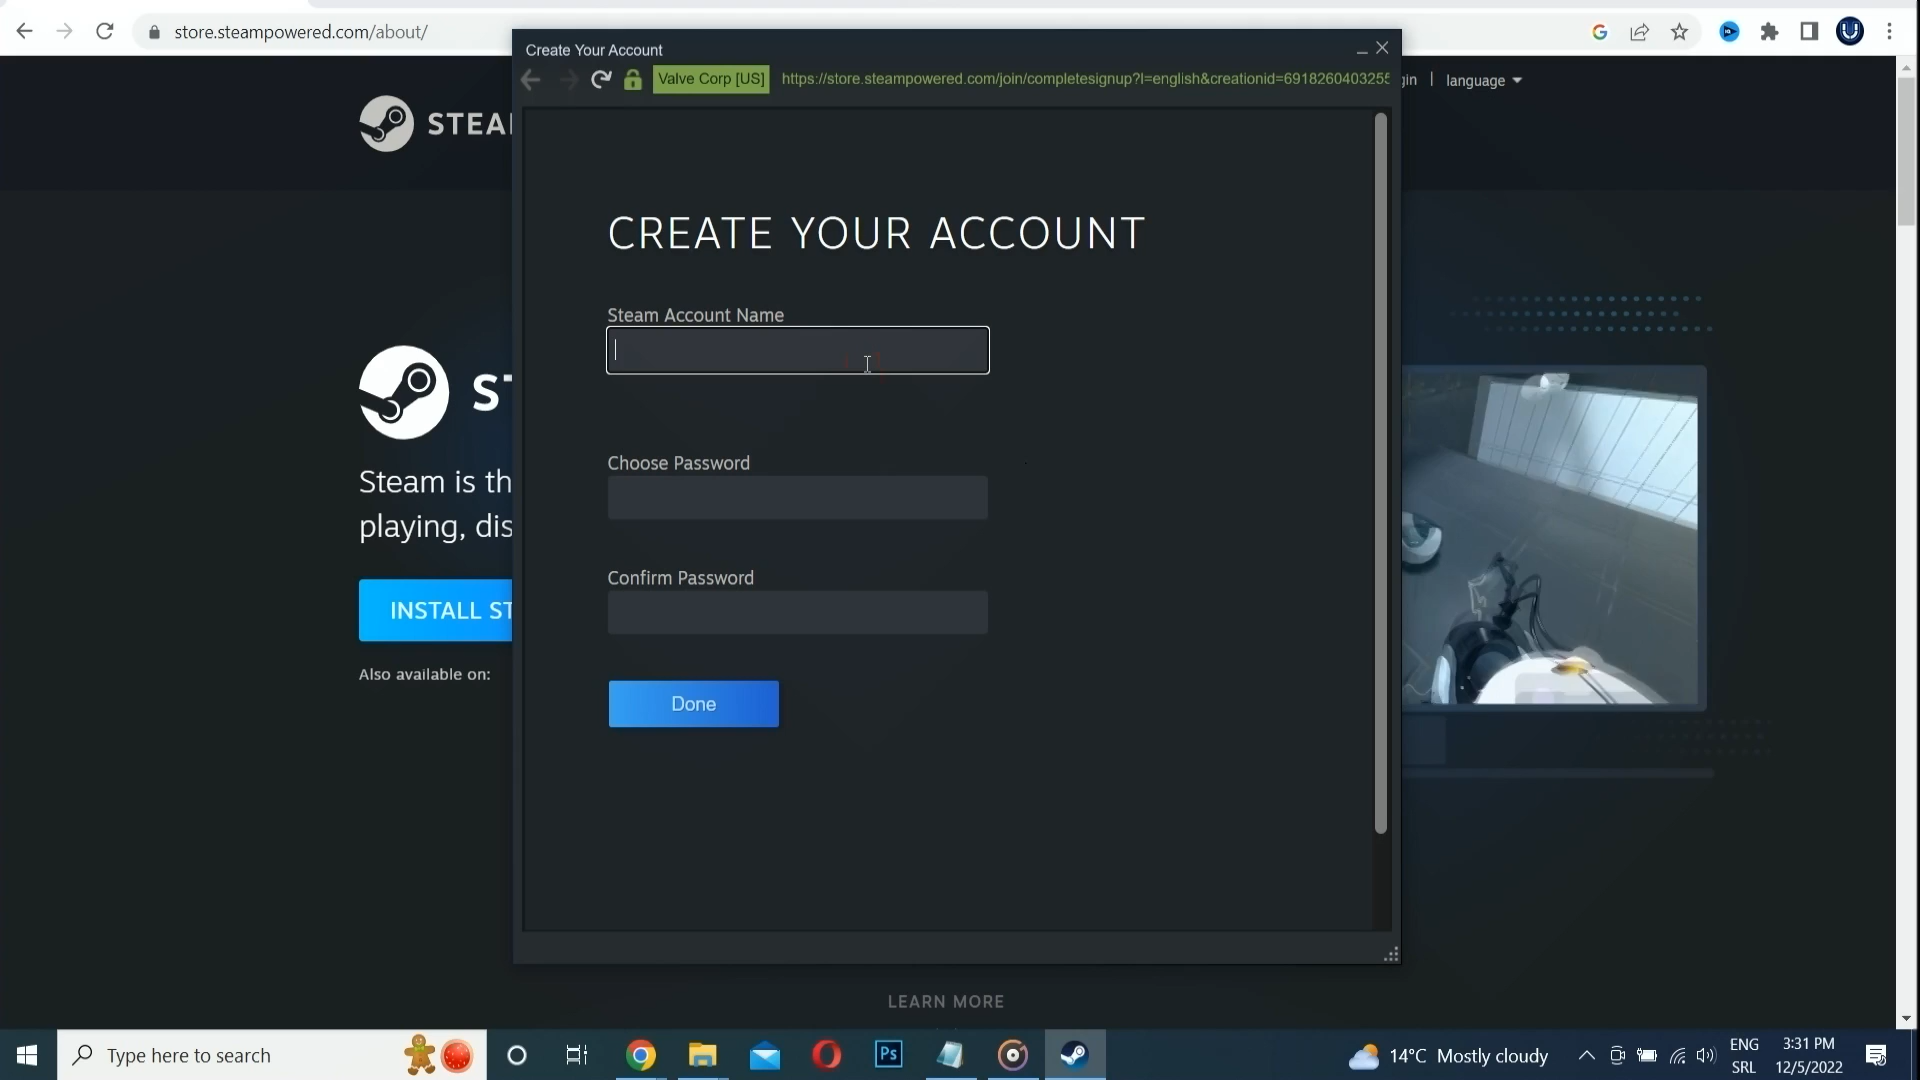 store.steampowered.com/about/
Create Your Account
Valve Corp [US]
https://store.steampowered.com/join/completesignup?l=english&creationid=6918260403255
gin
language
STEA
CREATE YOUR ACCOUNT
Steam Account Name
ST
Steam is th
playing, dis
Choose Password
Confirm Password
INSTALL ST
Also available on:
Done
LEARN MORE
Type here to search
Ps
14°C Mostly cloudy
ENG
SRL
3:31 PM
12/5/2022